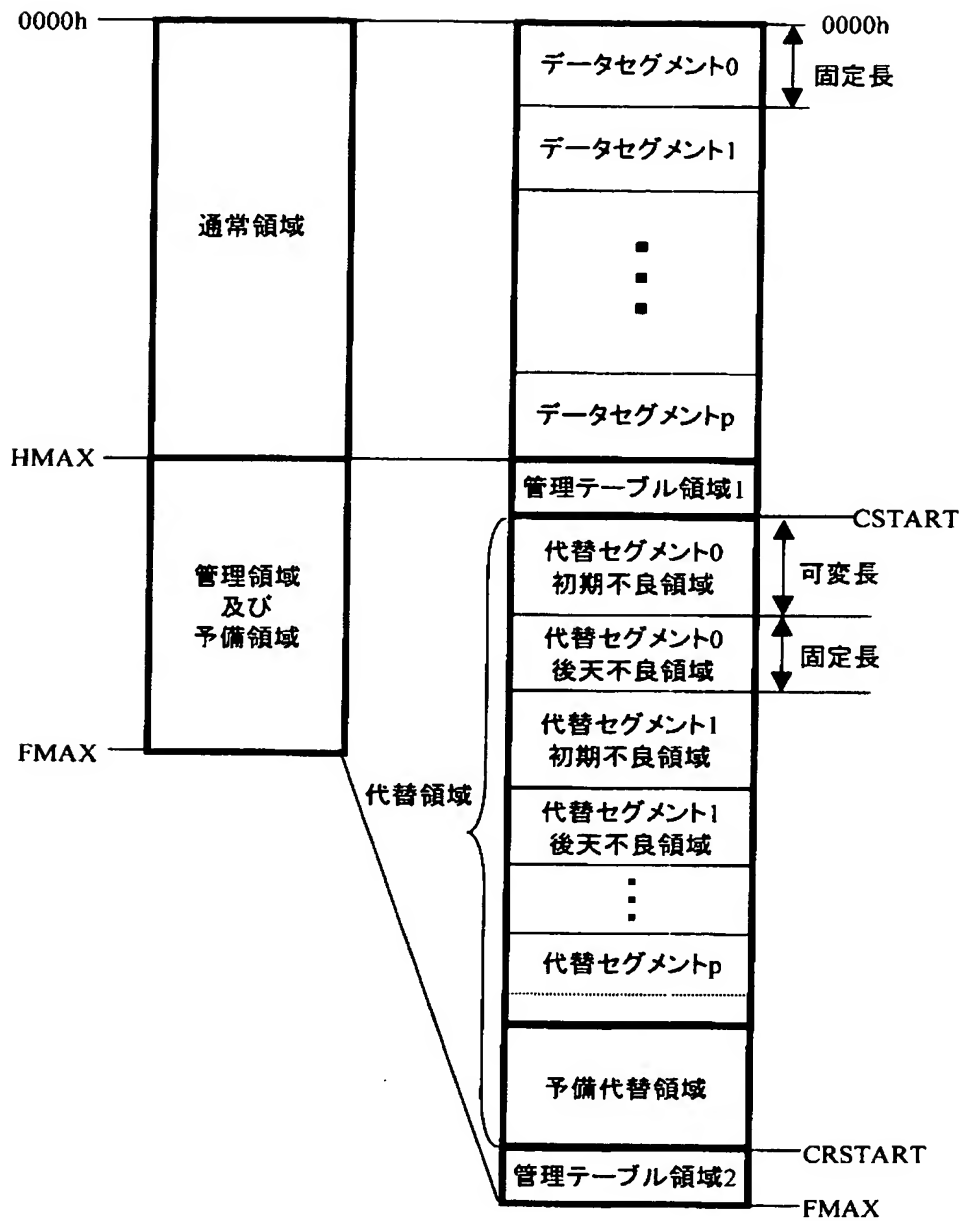 0000h
0000h
データセグメント0
固定長
データセグメント1
通常領域
データセグメントp
HMAX
管理テーブル領域1
CSTART
代替セグメント0
初期不良領域
可変長
管理領域
及び
予備領域
代替セグメント0
後天不良領域
固定長
代替セグメント1
初期不良領域
FMAX
代替領域
代替セグメント1
後天不良領域
代替セグメントp
予備代替領域
CRSTART
管理テーブル領域2
FMAX